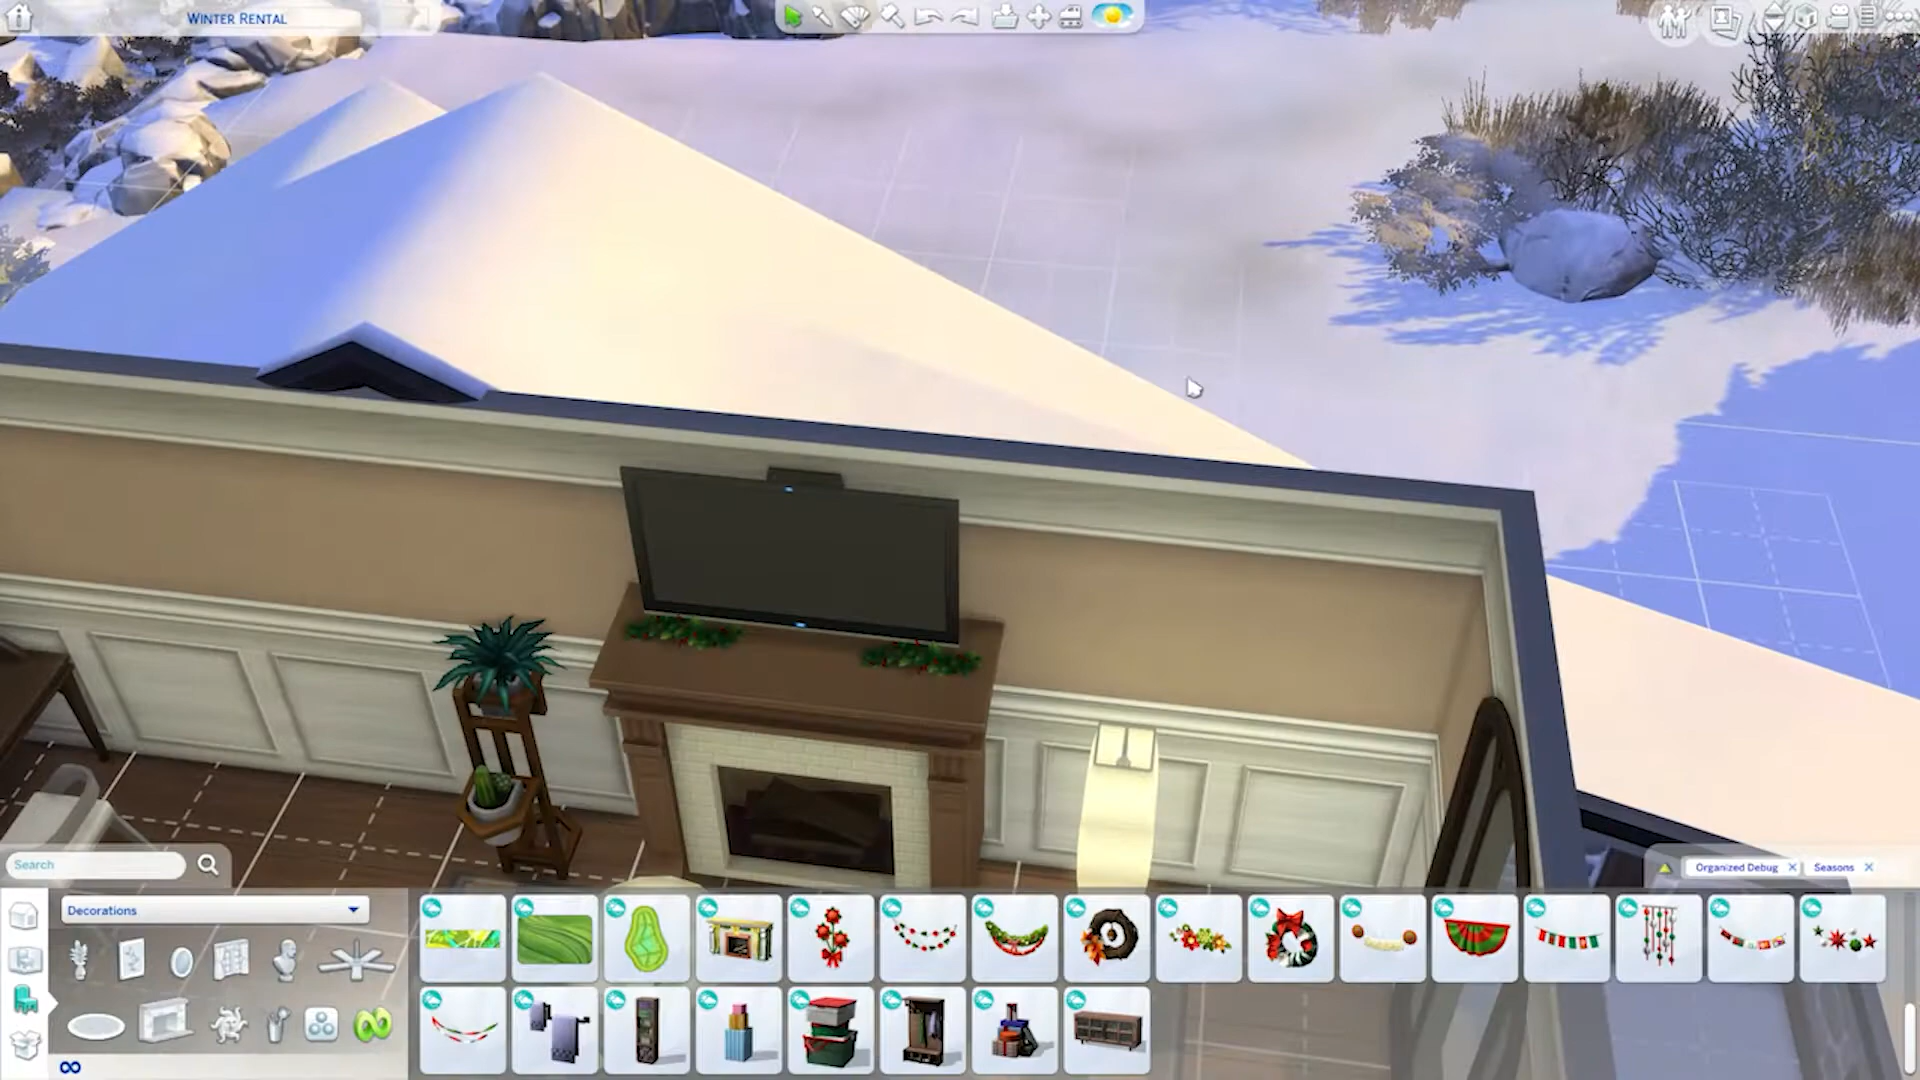 WINTER RENTAL
Search
Organized Debug
Seasons
Decorations